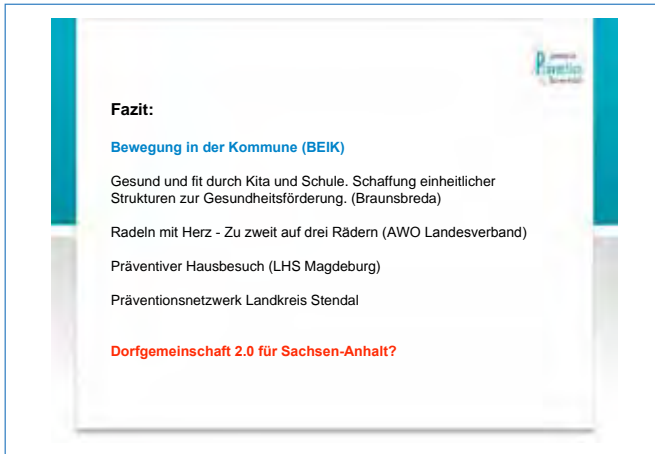 Fazit:
Bewegung in der Kommune (BEIK)
Gesund und fit durch Kita und Schule. Schaffung einheitlicher
Strukturen zur Gesundheitsförderung. (Braunsbreda)
Radeln mit Herz - Zu zweit auf drei Rädern (AWO Landesverband)
Präventiver Hausbesuch (LHS Magdeburg)
Präventionsnetzwerk Landkreis Stendal
Dorfgemeinschaft 2.0 für Sachsen-Anhalt?